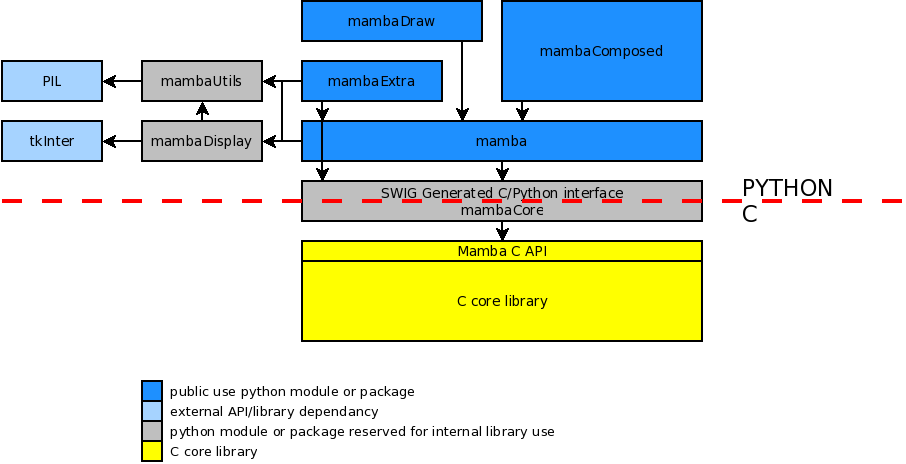 mambaDraw
mambaComposed
PIL
mambaUtils
mambaExtra
tkInter
mambaDisplay
mamba
SWIG Generated C/Python interface
mambaCore
PYTHON
C
Mamba C API
C core library
public use python module or package
external API/library dependancy
python module or package reserved for internal library use
C core library